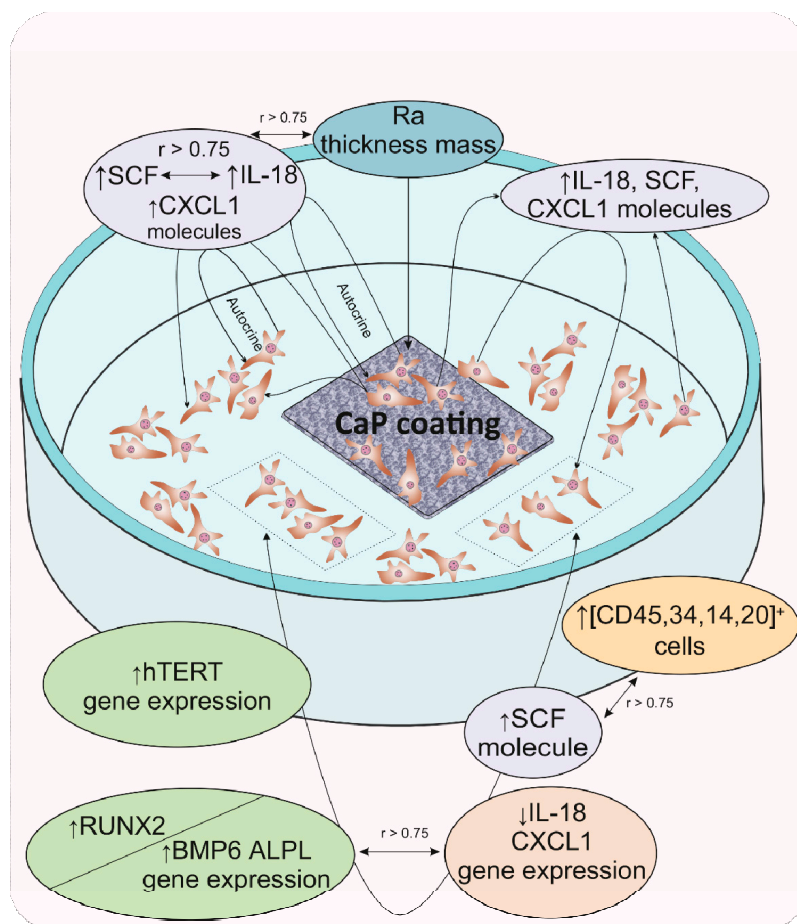 r > 0.75
Ra
thickness mass
r > 0.75
↑SCF ↑IL-18
↑CXCL1
molecules
↑IL-18, SCF,
CXCL1 molecules
Autocrine
Autocrine
CaP coating
↑[CD45,34,14,20]⁺
cells
↑hTERT
gene expression
r > 0.75
↑SCF
molecule
↑RUNX2
↑BMP6 ALPL
gene expression
r > 0.75
↓IL-18
CXCL1
gene expression